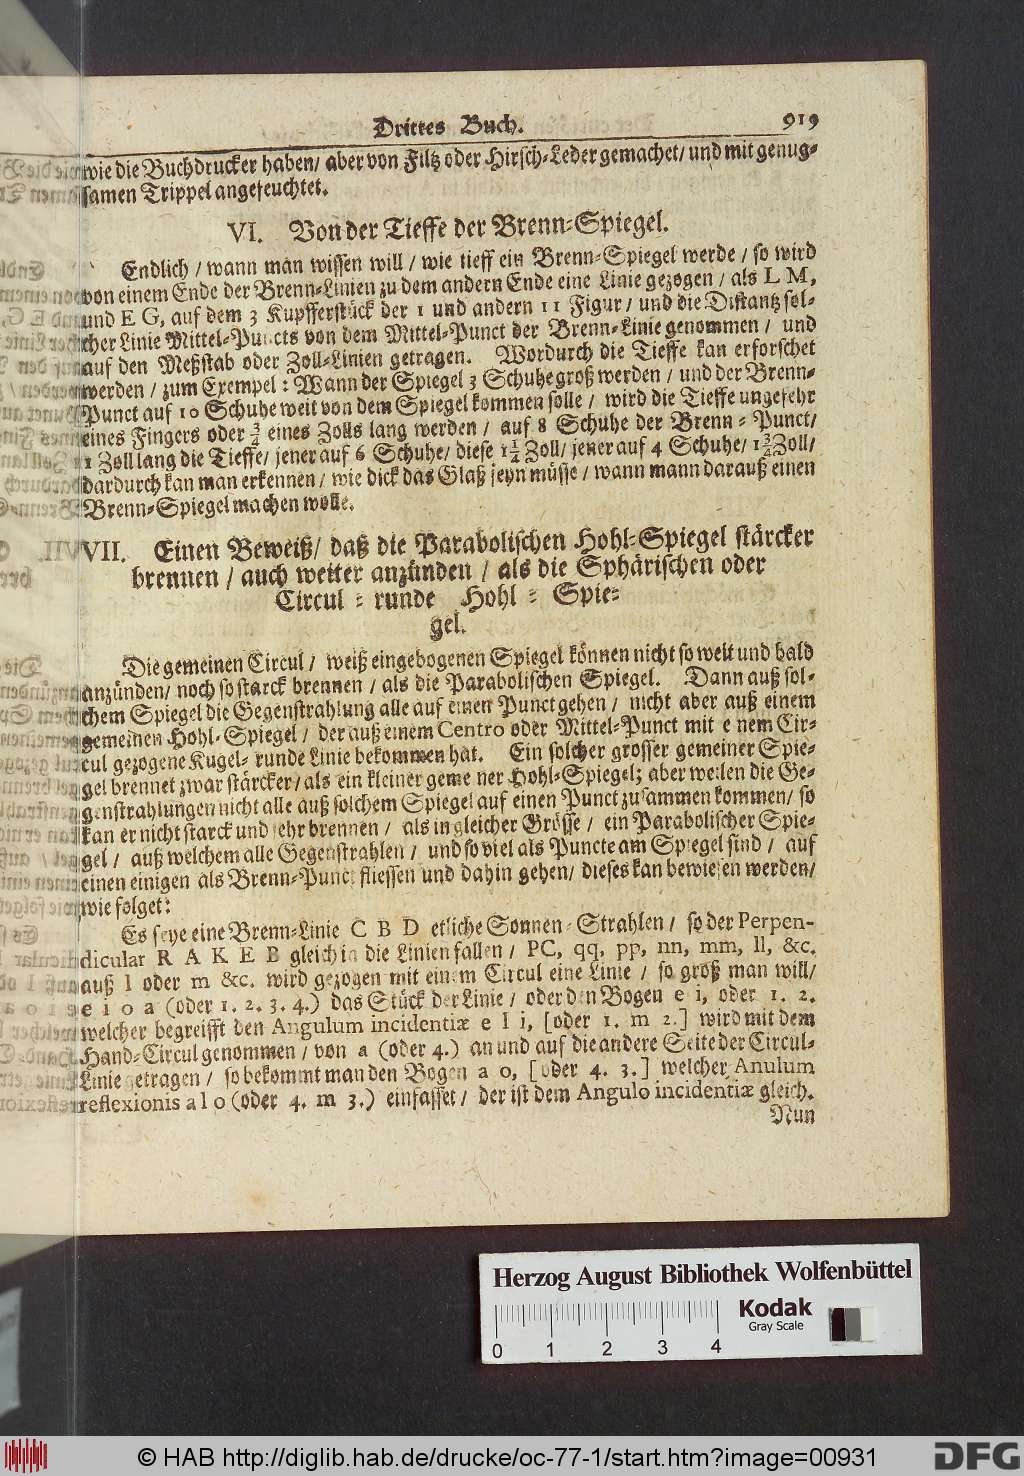 Drittes Buch. 919
wie die Buchdrucker haben/ aber von Filtz oder Hirsch-Leder gemachet/ und mit genug-
samen Trippel angefeuchtet.
VI. Von der Tieffe der Brenn-Spiegel.
Endlich / wann man wissen will / wie tieff ein Brenn-Spiegel werde / so wird
von einem Ende der Brenn-Linien zu dem andern Ende eine Linie gezogen / als L M,
und E G, auf dem 3 Kupfferstück der 1 und andern 11 Figur / und die Distantz sol-
cher Linie Mittel-Puncts von dem Mittel-Punct der Brenn-Linie genommen / und
auf den Meßstab oder Zoll-Linien getragen. Wordurch die Tieffe kan erforschet
werden / zum Exempel: Wann der Spiegel 3 Schuhe groß werden / und der Brenn-
Punct auf 10 Schuhe weit von dem Spiegel kommen solle / wird die Tieffe ungefehr
eines Fingers oder 3/4 eines Zolls lang werden / auf 8 Schuhe der Brenn-Punct/
1 Zoll lang die Tieffe/ jener auf 6 Schuhe/ diese 1 1/4 Zoll/ jener auf 4 Schuhe/ 1 3/4 Zoll/
dardurch kan man erkennen / wie dick das Glaß seyn müsse / wann mann darauß einen
Brenn-Spiegel machen wolle.
VII. Einen Beweiß/ daß die Parabolischen Hohl-Spiegel stärcker
brennen / auch weiter anzünden / als die Sphärischen oder
Circul-runde Hohl-Spie-
gel.
Die gemeinen Circul / weiß eingebogenen Spiegel können nicht so weit und bald
anzünden/ noch so starck brennen / als die Parabolischen Spiegel. Dann auß sol-
chem Spiegel die Gegenstrahlung alle auf einen Punct gehen / nicht aber auß einem
gemeinen Hohl-Spiegel / der auß einem Centro oder Mittel-Punct mit e nem Cir-
cul gezogene Kugel-runde Linie bekommen hat. Ein solcher grosser gemeiner Spie-
gel brennet zwar stärcker/ als ein kleiner geme ner Hohl-Spiegel; aber weilen die Ge-
genstrahlungen nicht alle auß solchem Spiegel auf einen Punct zusammen kommen/ so
kan er nicht starck und sehr brennen / als in gleicher Grösse / ein Parabolischer Spie-
gel / auß welchem alle Gegenstrahlen / und so viel als Puncte am Spiegel sind / auf
einen einigen als Brenn-Punct fliessen und dahin gehen/ dieses kan bewiesen werden/
wie folget:
Es seye eine Brenn-Linie C B D etliche Sonnen-Strahlen / so der Perpen-
dicular R A K E B gleich in die Linien fallen / PC, qq, pp, nn, mm, ll, &c.
auß l oder m &c. wird gezogen mit einem Circul eine Linie / so groß man will/
e i o a (oder 1. 2. 3. 4.) das Stück der Linie / oder den Bogen e i, oder 1. 2.
welcher begreifft den Angulum incidentiæ e l i, [oder 1. m 2.] wird mit dem
Hand-Circul genommen / von a (oder 4.) an und auf die andere Seite der Circul-
Linie getragen / so bekommt man den Bogen a o, [oder 4. 3.] welcher Anulum
reflexionis a l o (oder 4. m 3.) einfasset / der ist dem Angulo incidentiæ gleich.
Nun
Herzog August Bibliothek Wolfenbüttel
Kodak
Gray Scale
0 1 2 3 4
© HAB http://diglib.hab.de/drucke/oc-77-1/start.htm?image=00931
DFG